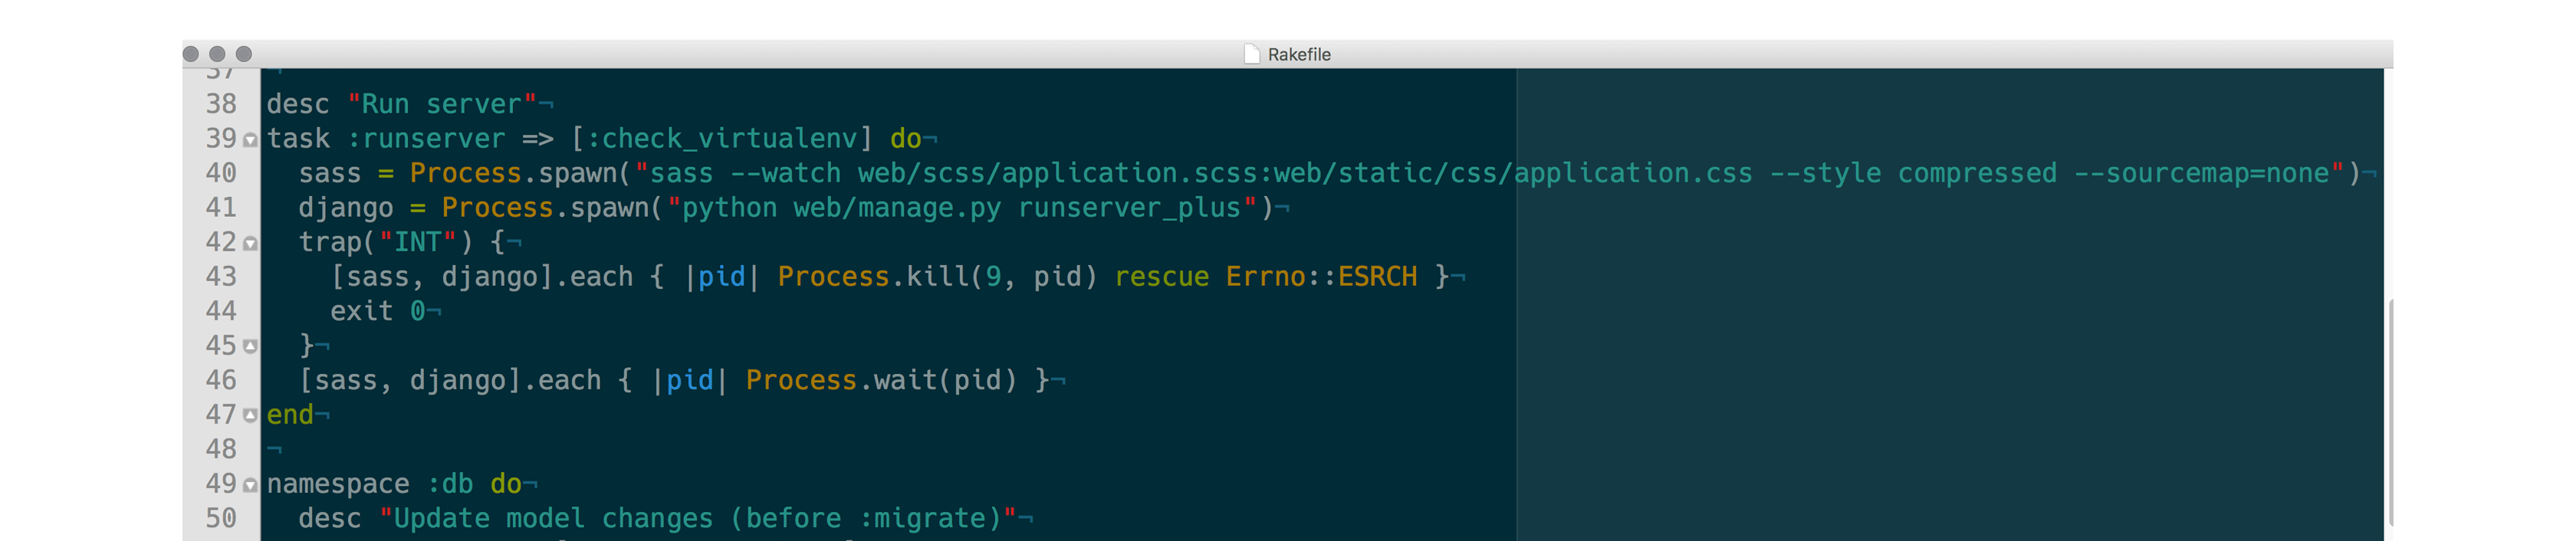 Rakefile
37
38 desc "Run server"¬
39 task :runserver => [:check_virtualenv] do¬
40   sass = Process.spawn("sass --watch web/scss/application.scss:web/static/css/application.css --style compressed --sourcemap=none")¬
41   django = Process.spawn("python web/manage.py runserver_plus")¬
42   trap("INT") {¬
43     [sass, django].each { |pid| Process.kill(9, pid) rescue Errno::ESRCH }¬
44     exit 0¬
45   }¬
46   [sass, django].each { |pid| Process.wait(pid) }¬
47 end¬
48 ¬
49 namespace :db do¬
50   desc "Update model changes (before :migrate)"¬